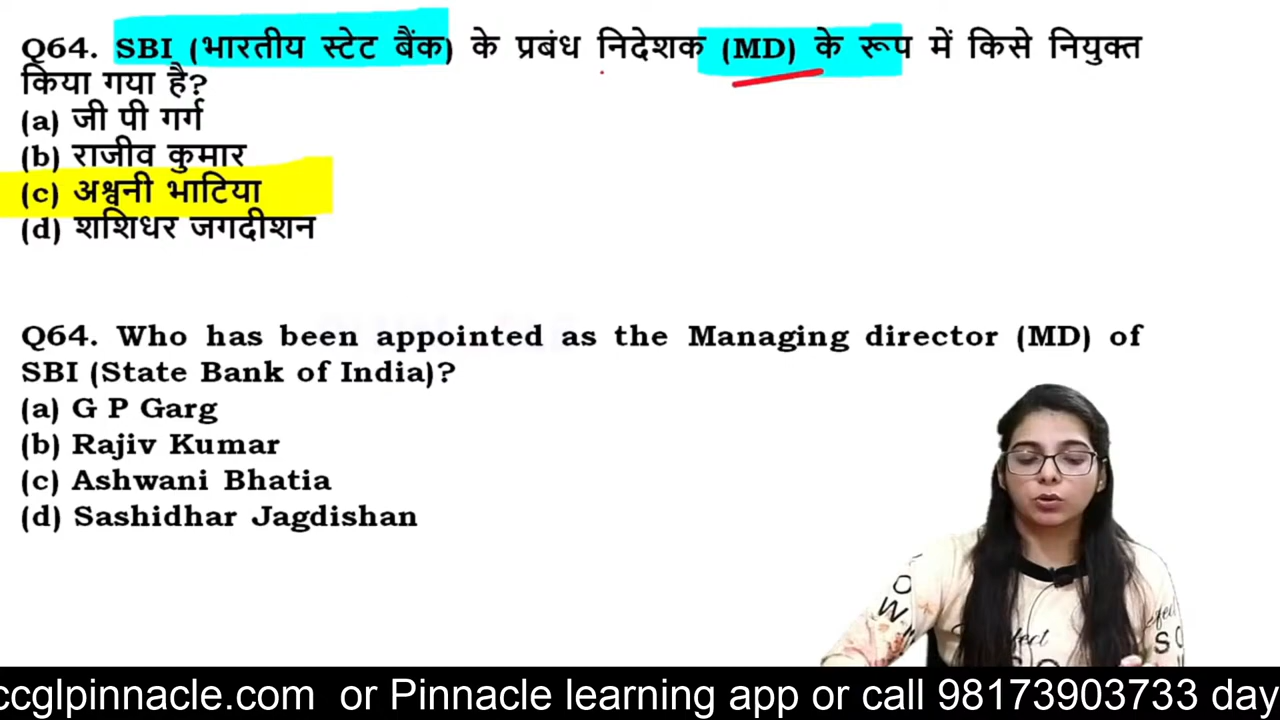 Q64. SBI (भारतीय स्टेट बैंक) के प्रबंध निदेशक (MD) के रूप में किसे नियुक्त
किया गया है?
(a) जी पी गर्ग
(b) राजीव कुमार
(c) अश्वनी भाटिया
(d) शशिधर जगदीशन
Q64. Who has been appointed as the Managing director (MD) of
SBI (State Bank of India)?
(a) G P Garg
(b) Rajiv Kumar
(c) Ashwani Bhatia
(d) Sashidhar Jagdishan
ccglpinnacle.com or Pinnacle learning app or call 98173903733 day